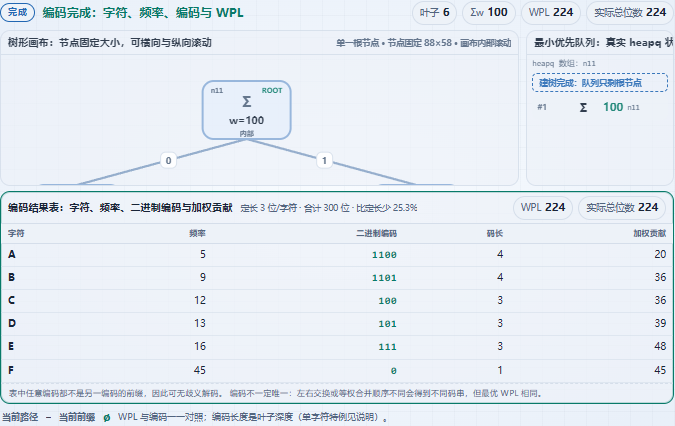 完成 编码完成：字符、频率、编码与 WPL 叶子 6 Σw 100 WPL 224 实际总位数 224
树形画布：节点固定大小，可横向与纵向滚动 单一根节点 • 节点固定 88×58 • 画布内部滚动
最小优先队列：真实 heapq 状
heapq 数组：n11
建树完成：队列只剩根节点
#1 Σ 100 n11
n11 ROOT
Σ
w=100
内部
0 1
编码结果表：字符、频率、二进制编码与加权贡献 定长 3 位/字符 · 合计 300 位 · 比定长少 25.3% WPL 224 实际总位数 224
字符 频率 二进制编码 码长 加权贡献
A 5 1100 4 20
B 9 1101 4 36
C 12 100 3 36
D 13 101 3 39
E 16 111 3 48
F 45 0 1 45
表中任意编码都不是另一编码的前缀，因此可无歧义解码。 编码不一定唯一：左右交换或等权合并顺序不同会得到不同码串，但最优 WPL 相同。
当前路径 — 当前前缀 ∅ WPL 与编码一一对照；编码长度是叶子深度（单字符特例见说明）。